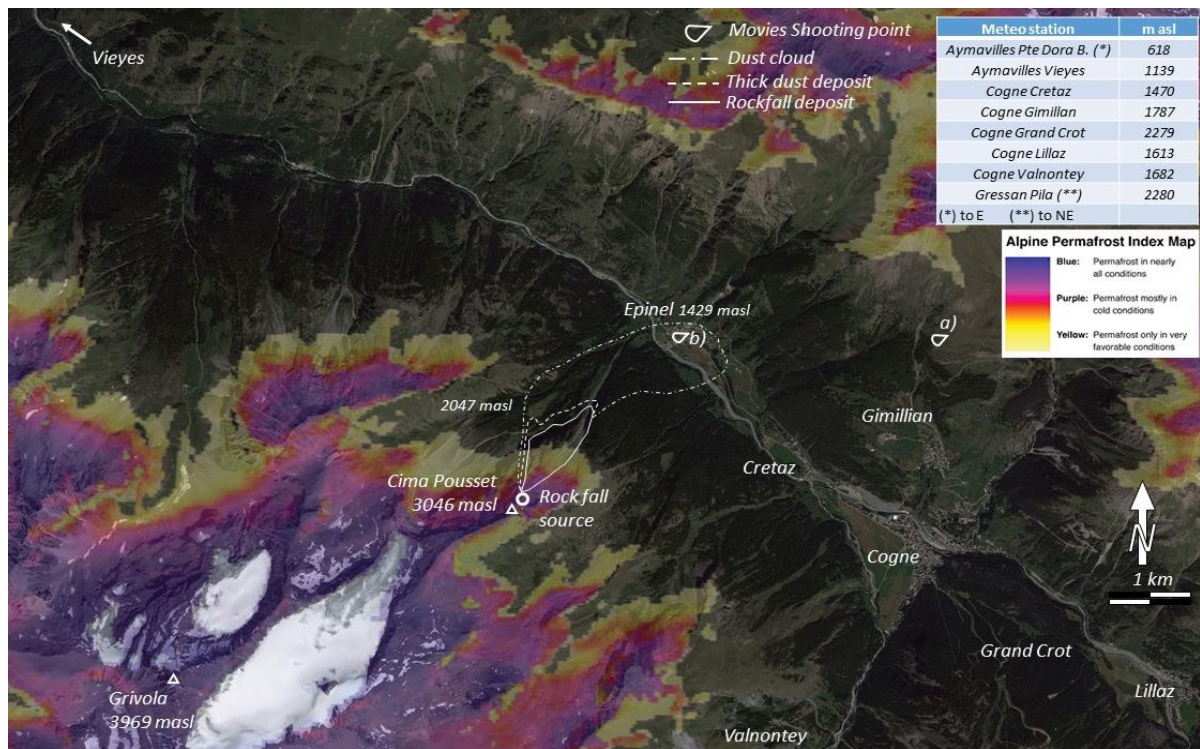 Vieyes
Movies Shooting point
Dust cloud
Thick dust deposit
Rockfall deposit
Meteo station m asl
Aymavilles Pte Dora B. (*) 618
Aymavilles Vieyes 1139
Cogne Cretaz 1470
Cogne Gimillan 1787
Cogne Grand Crot 2279
Cogne Lillaz 1613
Cogne Valnontey 1682
Gressan Pila (**) 2280
(*) to E (**) to NE
Alpine Permafrost Index Map
Blue: Permafrost in nearly
all conditions
Purple: Permafrost mostly in
cold conditions
Yellow: Permafrost only in very
favorable conditions
Epinel 1429 masl
b)
a)
2047 masl
Gimillian
Cretaz
Cima Pousset
3046 masl
Rock fall
source
Cogne
N
1 km
Grand Crot
Grivola
3969 masl
Lillaz
Valnontey